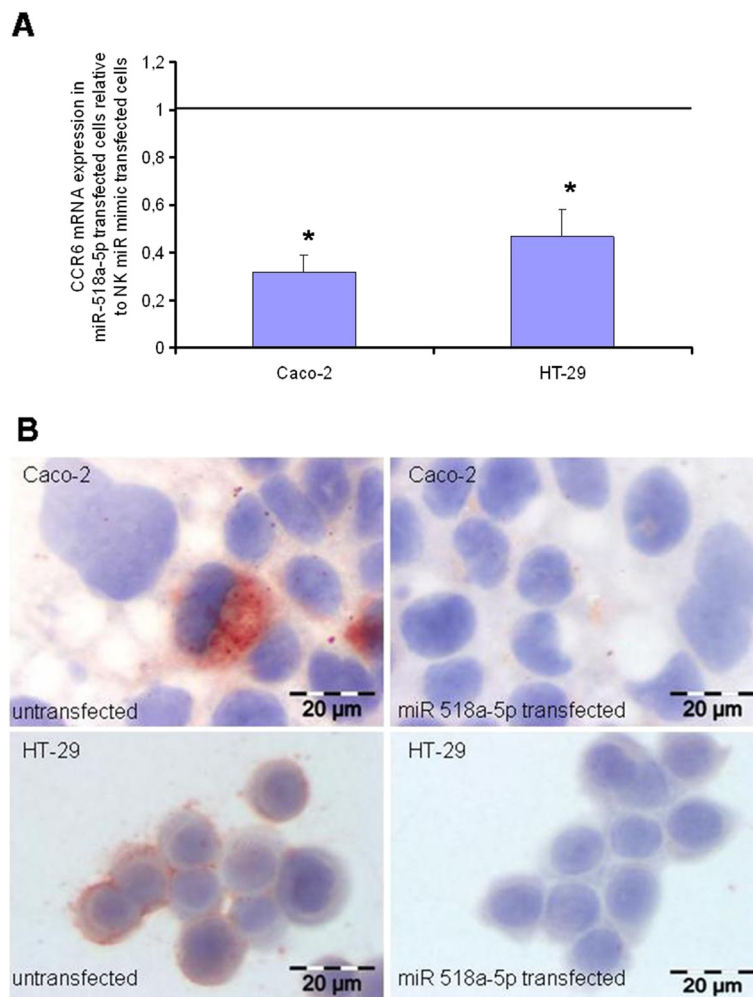 A
CCR6 mRNA expression in
miR-518a-5p transfected cells relative
to NK miR mimic transfected cells
1,2
1
0,8
0,6
0,4
0,2
0
*
*
Caco-2
HT-29
B
Caco-2
untransfected
20 µm
Caco-2
miR 518a-5p transfected
20 µm
HT-29
untransfected
20 µm
HT-29
miR 518a-5p transfected
20 µm